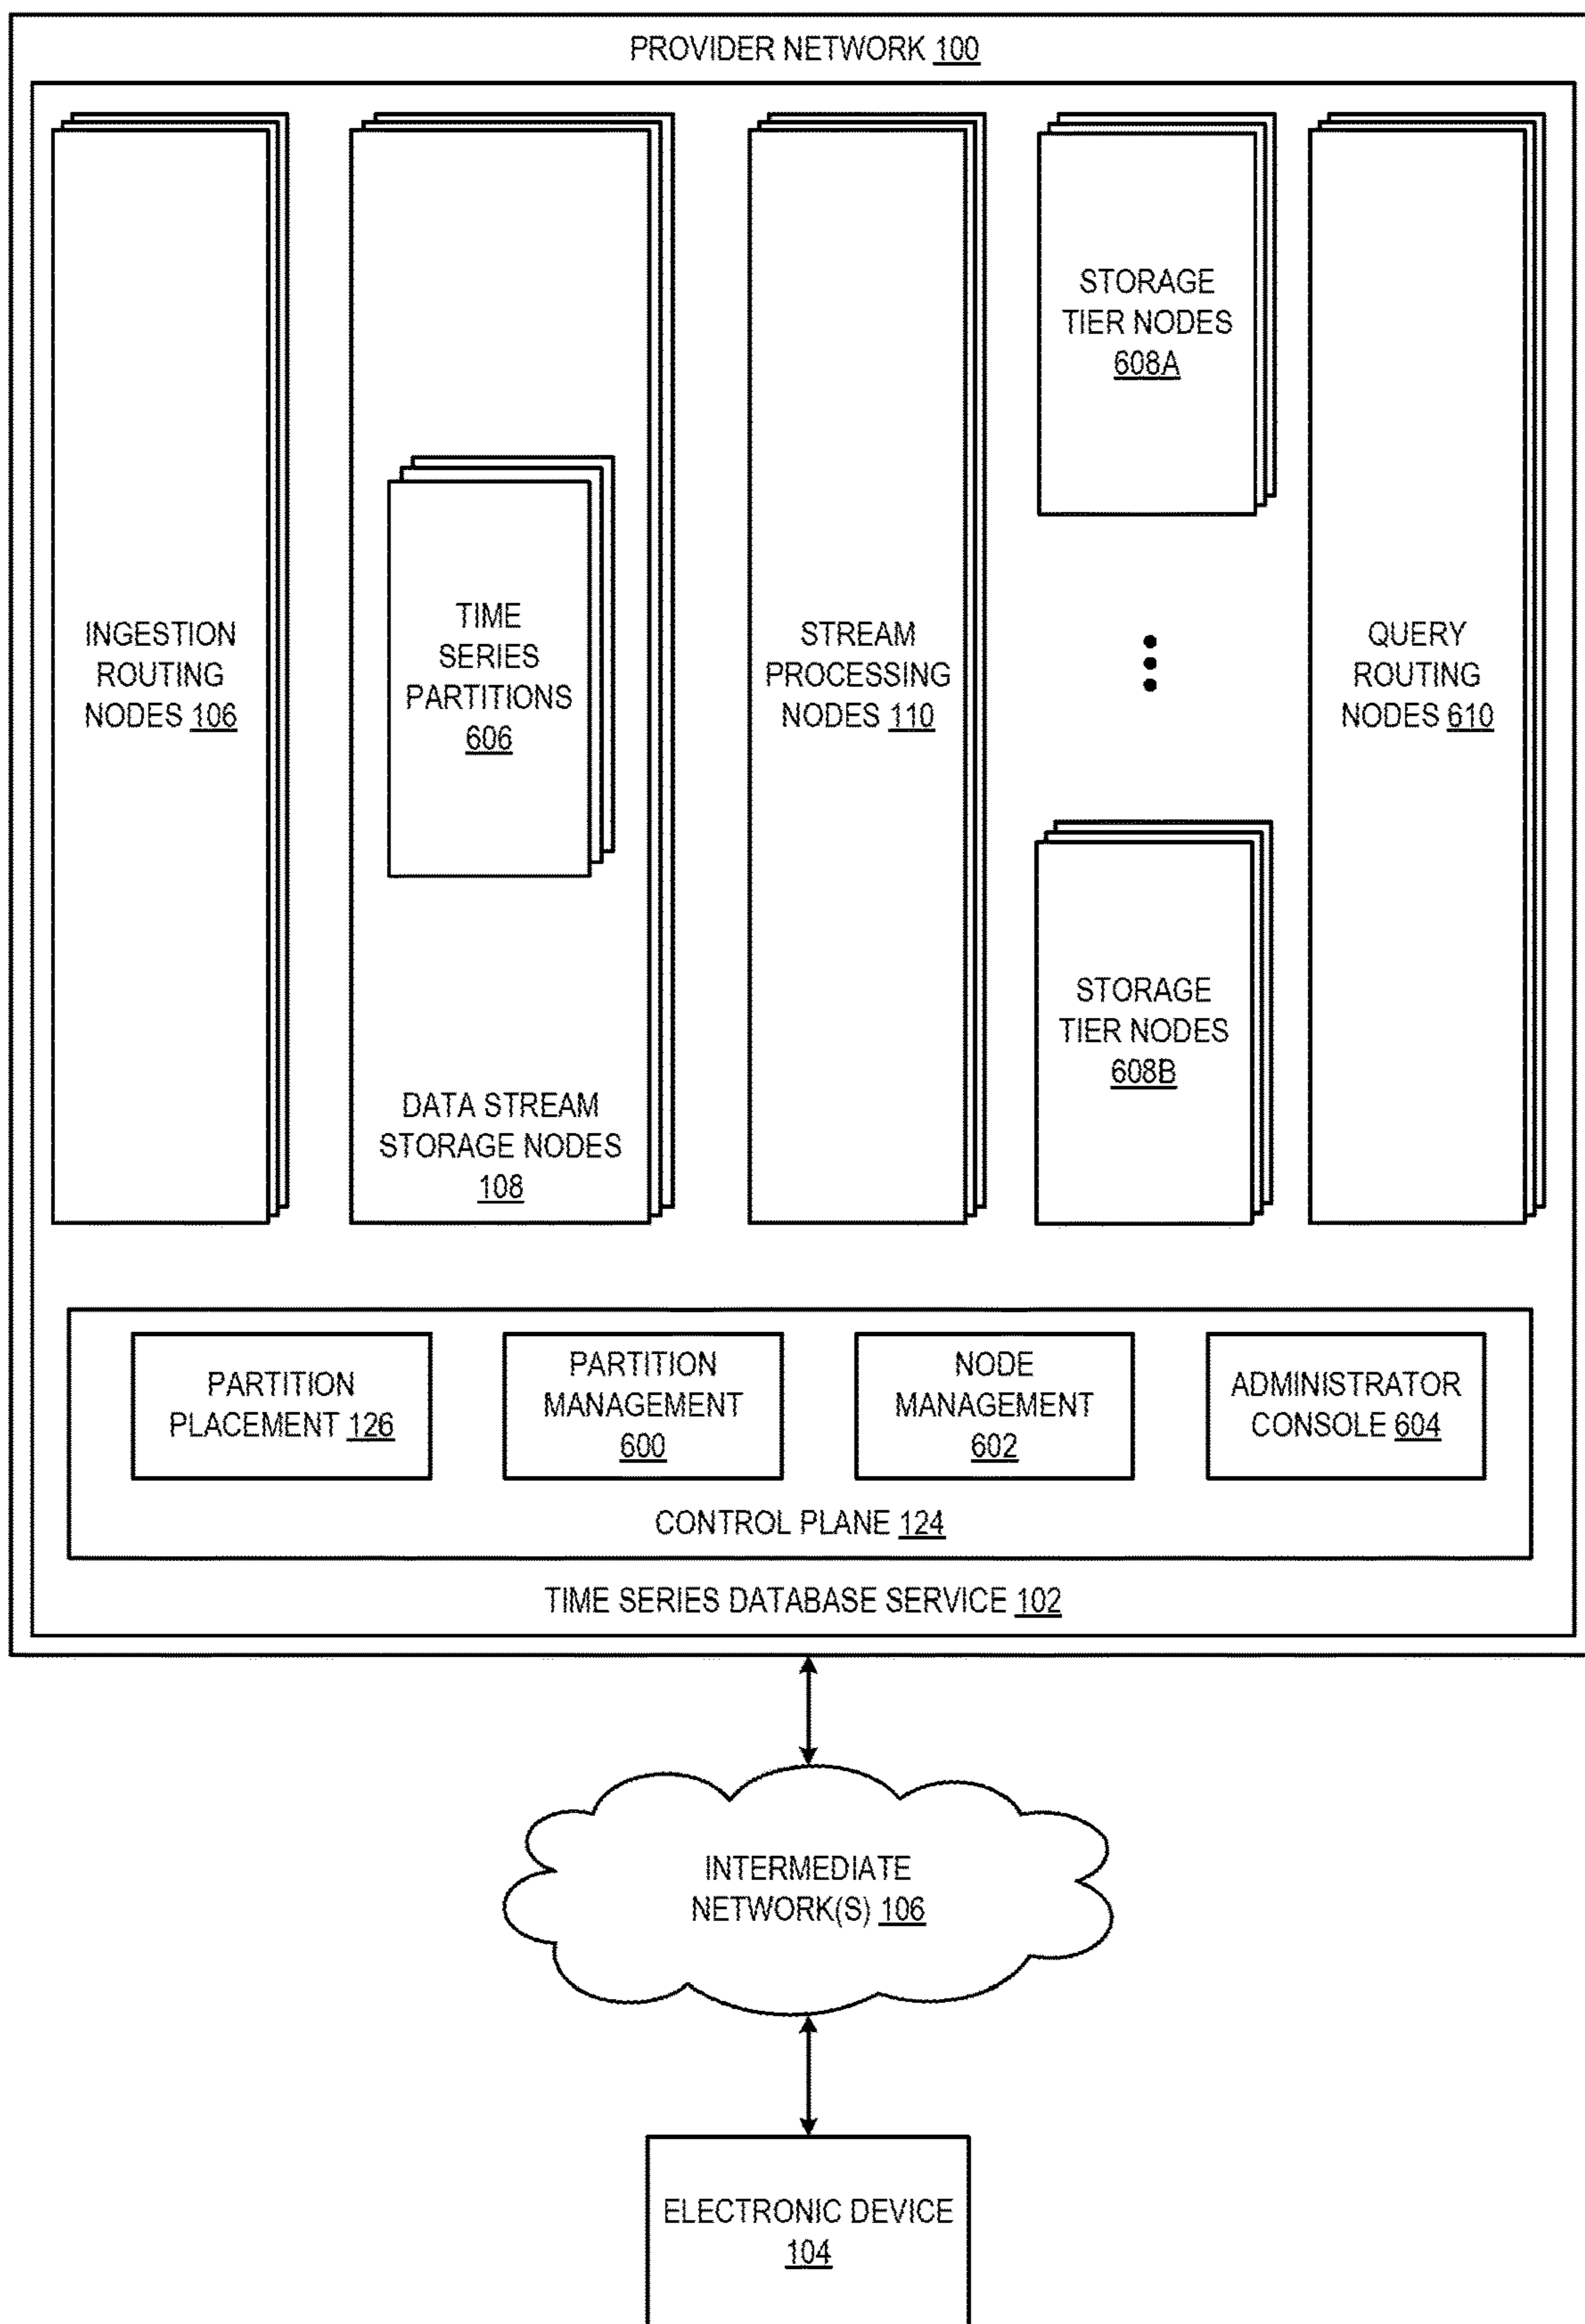 PROVIDER NETWORK 100
INGESTION
ROUTING
NODES 106
TIME
SERIES
PARTITIONS
606
DATA STREAM
STORAGE NODES
108
STREAM
PROCESSING
NODES 110
STORAGE
TIER NODES
608A
STORAGE
TIER NODES
608B
QUERY
ROUTING
NODES 610
PARTITION
PLACEMENT 126
PARTITION
MANAGEMENT
600
NODE
MANAGEMENT
602
ADMINISTRATOR
CONSOLE 604
CONTROL PLANE 124
TIME SERIES DATABASE SERVICE 102
INTERMEDIATE
NETWORK(S) 106
ELECTRONIC DEVICE
104